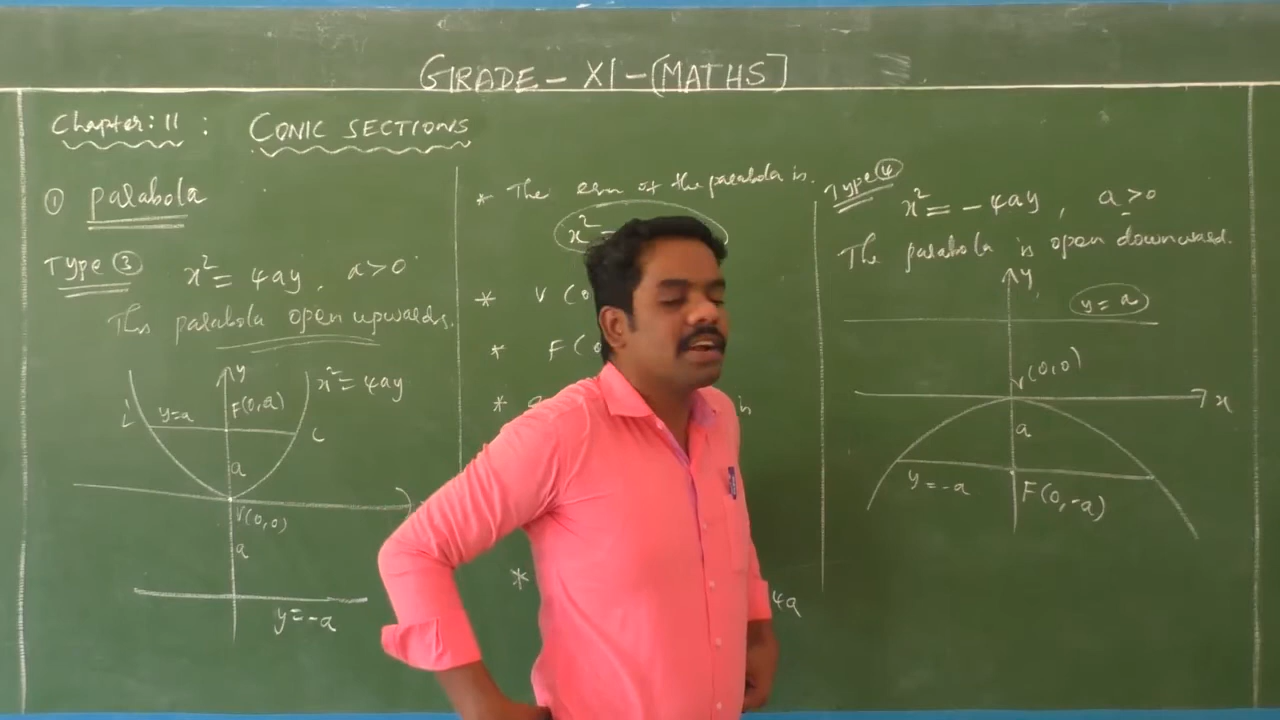 GRADE - XI - [MATHS]
Chapter: 11 : CONIC SECTIONS
① parabola
Type ③ x² = 4ay, a>0
This parabola open upwards.
y
x² = 4ay
F(0,a)
y=a
L
a
V(0,0)
a
y=-a
* The eqn of the parabola is.
x² =
* V (0
* F (0
*
is
*
4a
Type ④
x² = -4ay, a>0
The parabola is open downward.
y
y = a
V(0,0)
x
a
y=-a
F(0,-a)